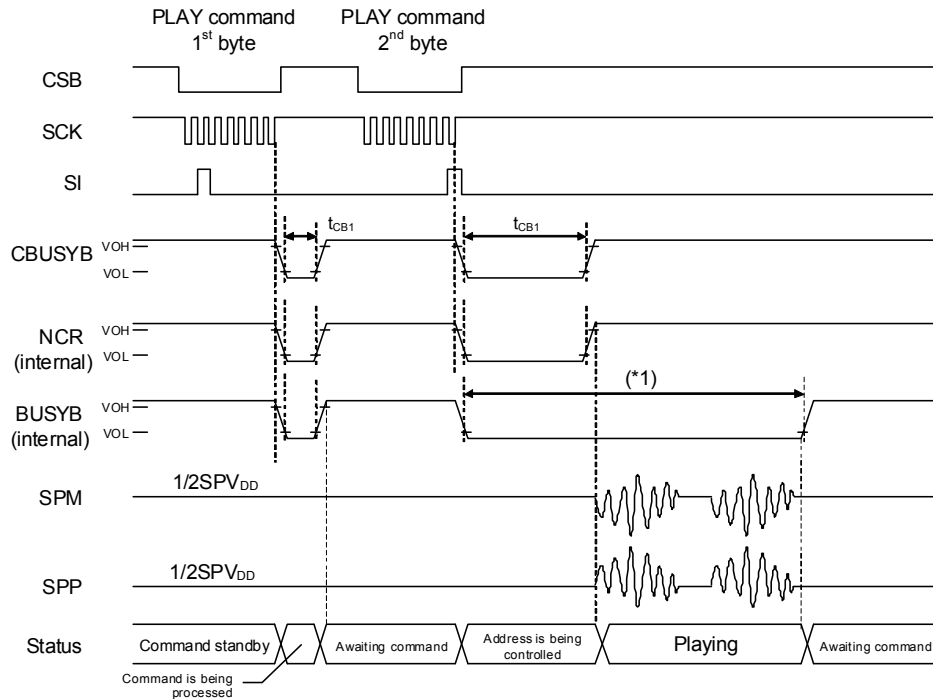 PLAY command
1st byte
PLAY command
2nd byte
CSB
SCK
SI
tCB1
tCB1
CBUSYB
VOH
VOL
NCR
(internal)
VOH
VOL
(*1)
BUSYB
(internal)
VOH
VOL
SPM
1/2SPVDD
SPP
1/2SPVDD
Status
Command standby
Awaiting command
Address is being
controlled
Playing
Awaiting command
Command is being
processed